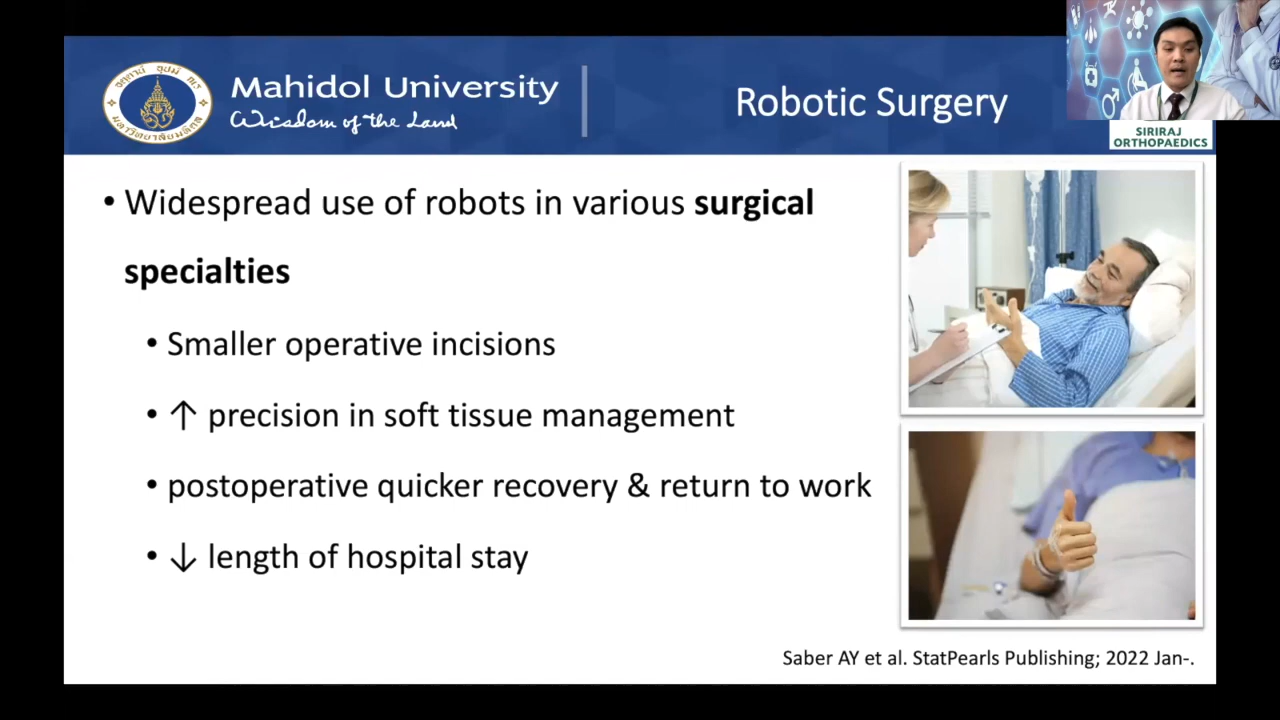 Mahidol University
Wisdom of the Land
Robotic Surgery
SIRIRAJ
ORTHOPAEDICS
• Widespread use of robots in various surgical
specialties
• Smaller operative incisions
• ↑ precision in soft tissue management
• postoperative quicker recovery & return to work
• ↓ length of hospital stay
Saber AY et al. StatPearls Publishing; 2022 Jan-.